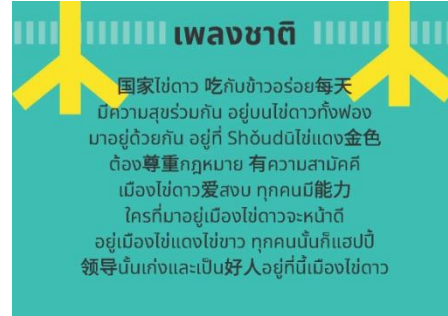 เพลงชาติ
国家ไข่ดาว 吃กับข้าวอร่อย每天
มีความสุขร่วมกัน อยู่บนไข่ดาวทั้งฟอง
มาอยู่ด้วยกัน อยู่ที่ Shǒudūไข่แดง金色
ต้อง尊重กฎหมาย 有ความสามัคคี
เมืองไข่ดาว爱สงบ ทุกคนมี能力
ใครที่มาอยู่เมืองไข่ดาวจะหน้าดี
อยู่เมืองไข่แดงไข่ขาว ทุกคนนั้นก็แฮปปี้
领导นั้นเก่งและเป็น好人อยู่ที่นี้เมืองไข่ดาว